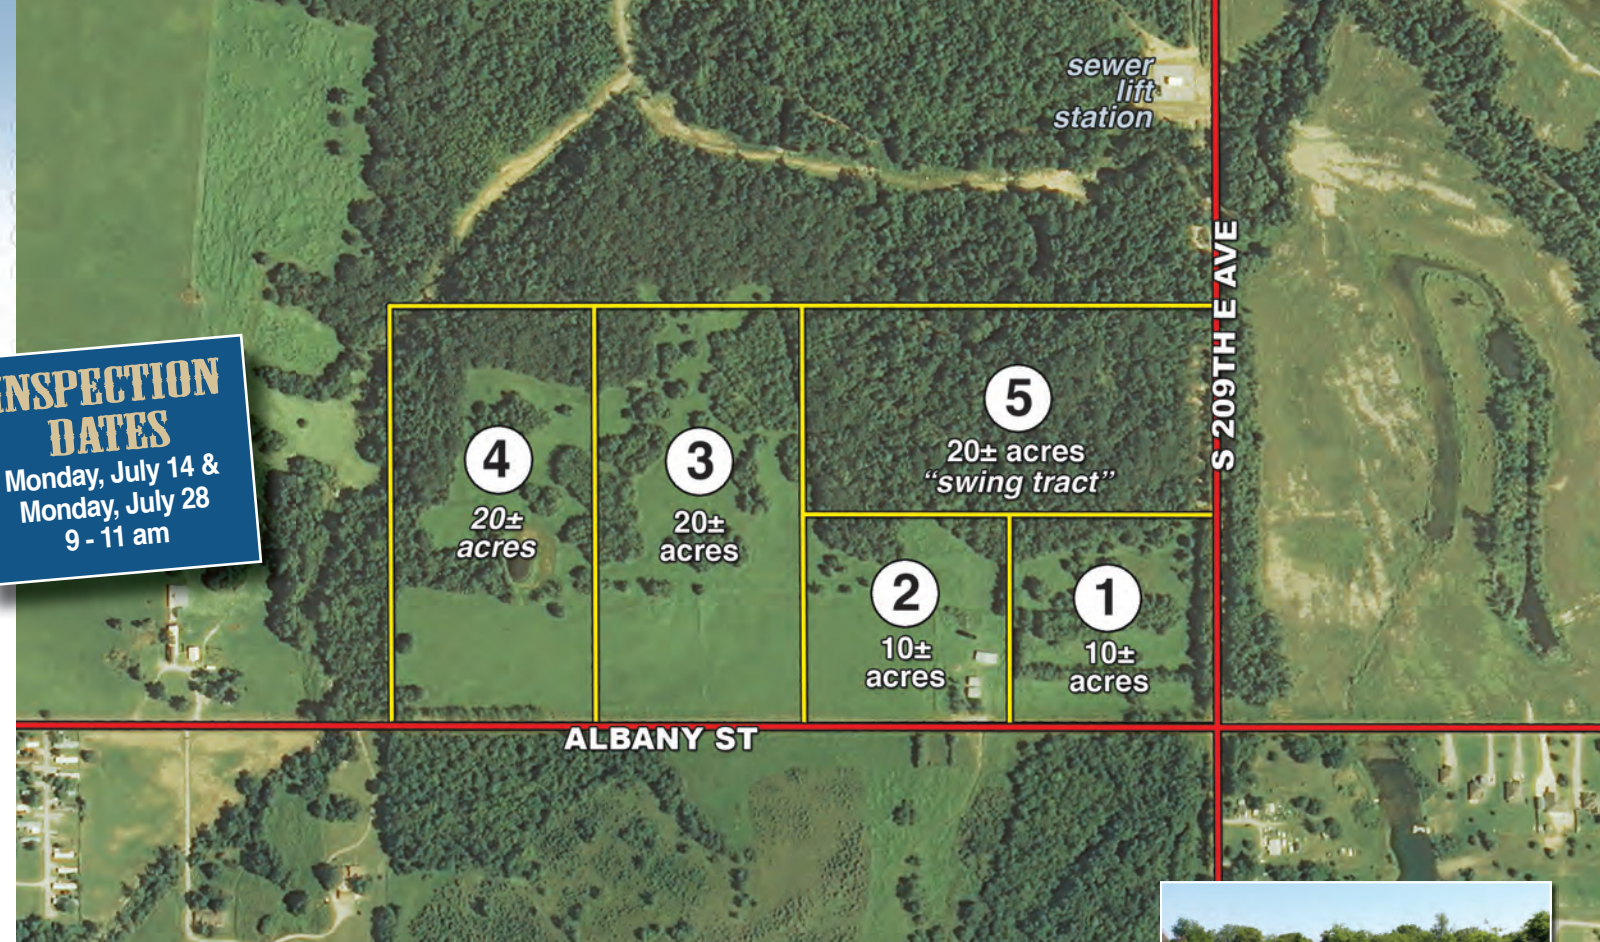 sewer
lift
station
S 209TH E AVE
INSPECTION
DATES
Monday, July 14 &
Monday, July 28
9 - 11 am
4
20±
acres
3
20±
acres
5
20± acres
“swing tract”
2
10±
acres
1
10±
acres
ALBANY ST